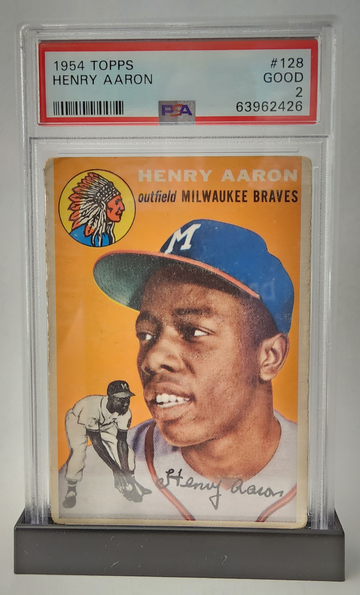 1954 TOPPS #128
HENRY AARON GOOD
PSA 2
63962426
HENRY AARON
outfield MILWAUKEE BRAVES
M
Henry Aaron